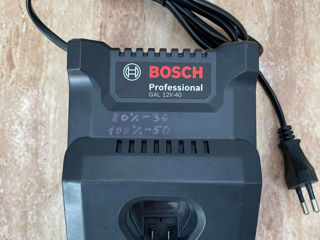 BOSCH
Professional
GAL 12V-40
80%-36
100%-50